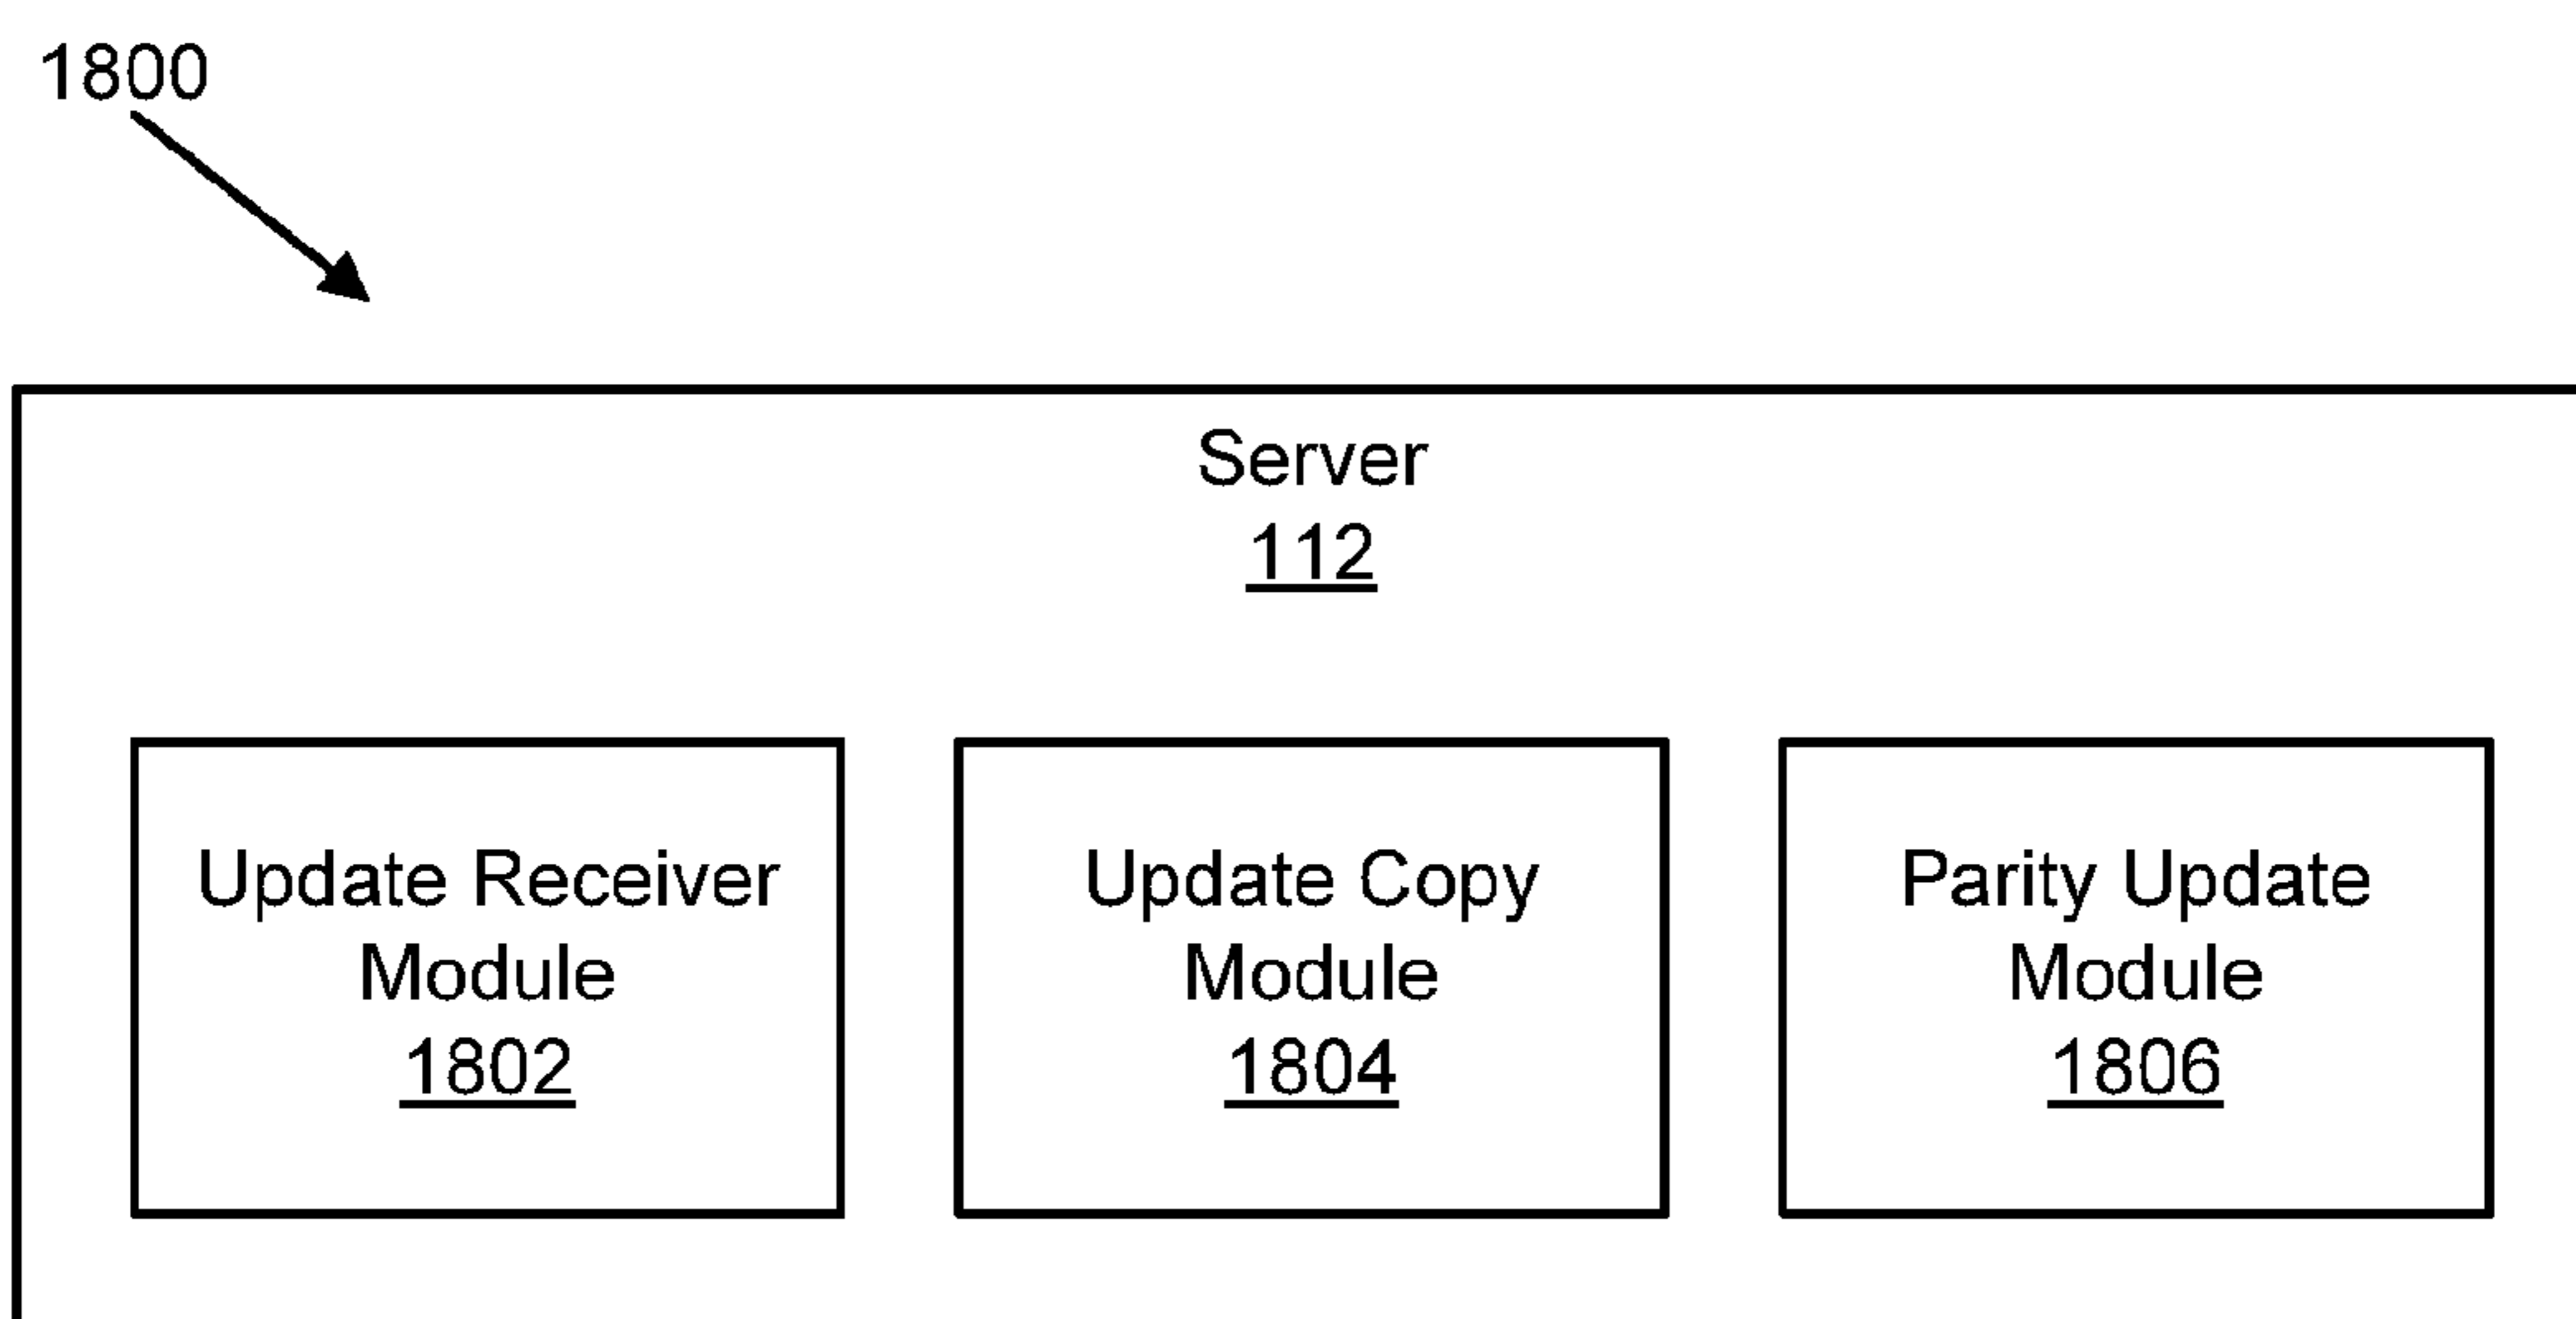 1800
Server
112
Update Receiver
Module
1802
Update Copy
Module
1804
Parity Update
Module
1806